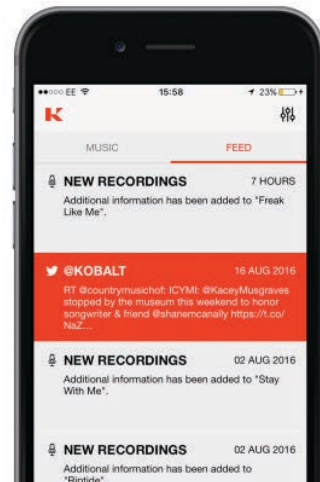 EE 15:58 23%
K
MUSIC FEED
NEW RECORDINGS 7 HOURS
Additional information has been added to "Freak
Like Me".
@KOBALT 16 AUG 2016
RT @countrymusichof: ICYMI: @KaceyMusgraves
stopped by the museum this weekend to honor
songwriter & friend @shanemcanally https://t.co/
NaZ...
NEW RECORDINGS 02 AUG 2016
Additional information has been added to "Stay
With Me".
NEW RECORDINGS 02 AUG 2016
Additional information has been added to
"Riptide".